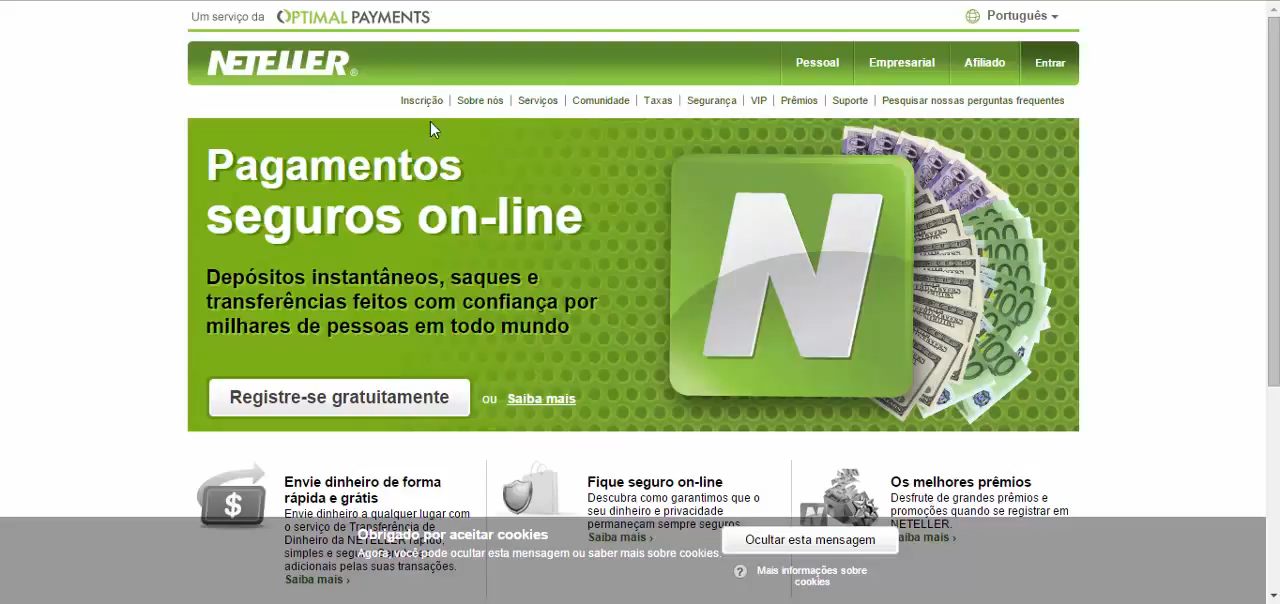 Um serviço da OPTIMAL PAYMENTS
Português
NETELLER®
Pessoal
Empresarial
Afiliado
Entrar
Inscrição | Sobre nós | Serviços | Comunidade | Taxas | Segurança | VIP | Prêmios | Suporte | Pesquisar nossas perguntas frequentes
Pagamentos
seguros on-line
Depósitos instantâneos, saques e
transferências feitos com confiança por
milhares de pessoas em todo mundo
Registre-se gratuitamente ou Saiba mais
N
100
100
100
100
Envie dinheiro de forma
rápida e grátis
Envie dinheiro a qualquer lugar com
o serviço de Transferência de
Dinheiro da NETELLER rápido,
simples e
adicionais pelas suas transações.
Saiba mais ›
Fique seguro on-line
Descubra como garantimos que o
seu dinheiro e privacidade
permaneçam sempre seguros.
Saiba mais ›
Os melhores prêmios
Desfrute de grandes prêmios e
promoções quando se registrar em
NETELLER.
Saiba mais ›
Obrigado por aceitar cookies
Agora, você pode ocultar esta mensagem ou saber mais sobre cookies.
Ocultar esta mensagem
? Mais informações sobre
cookies